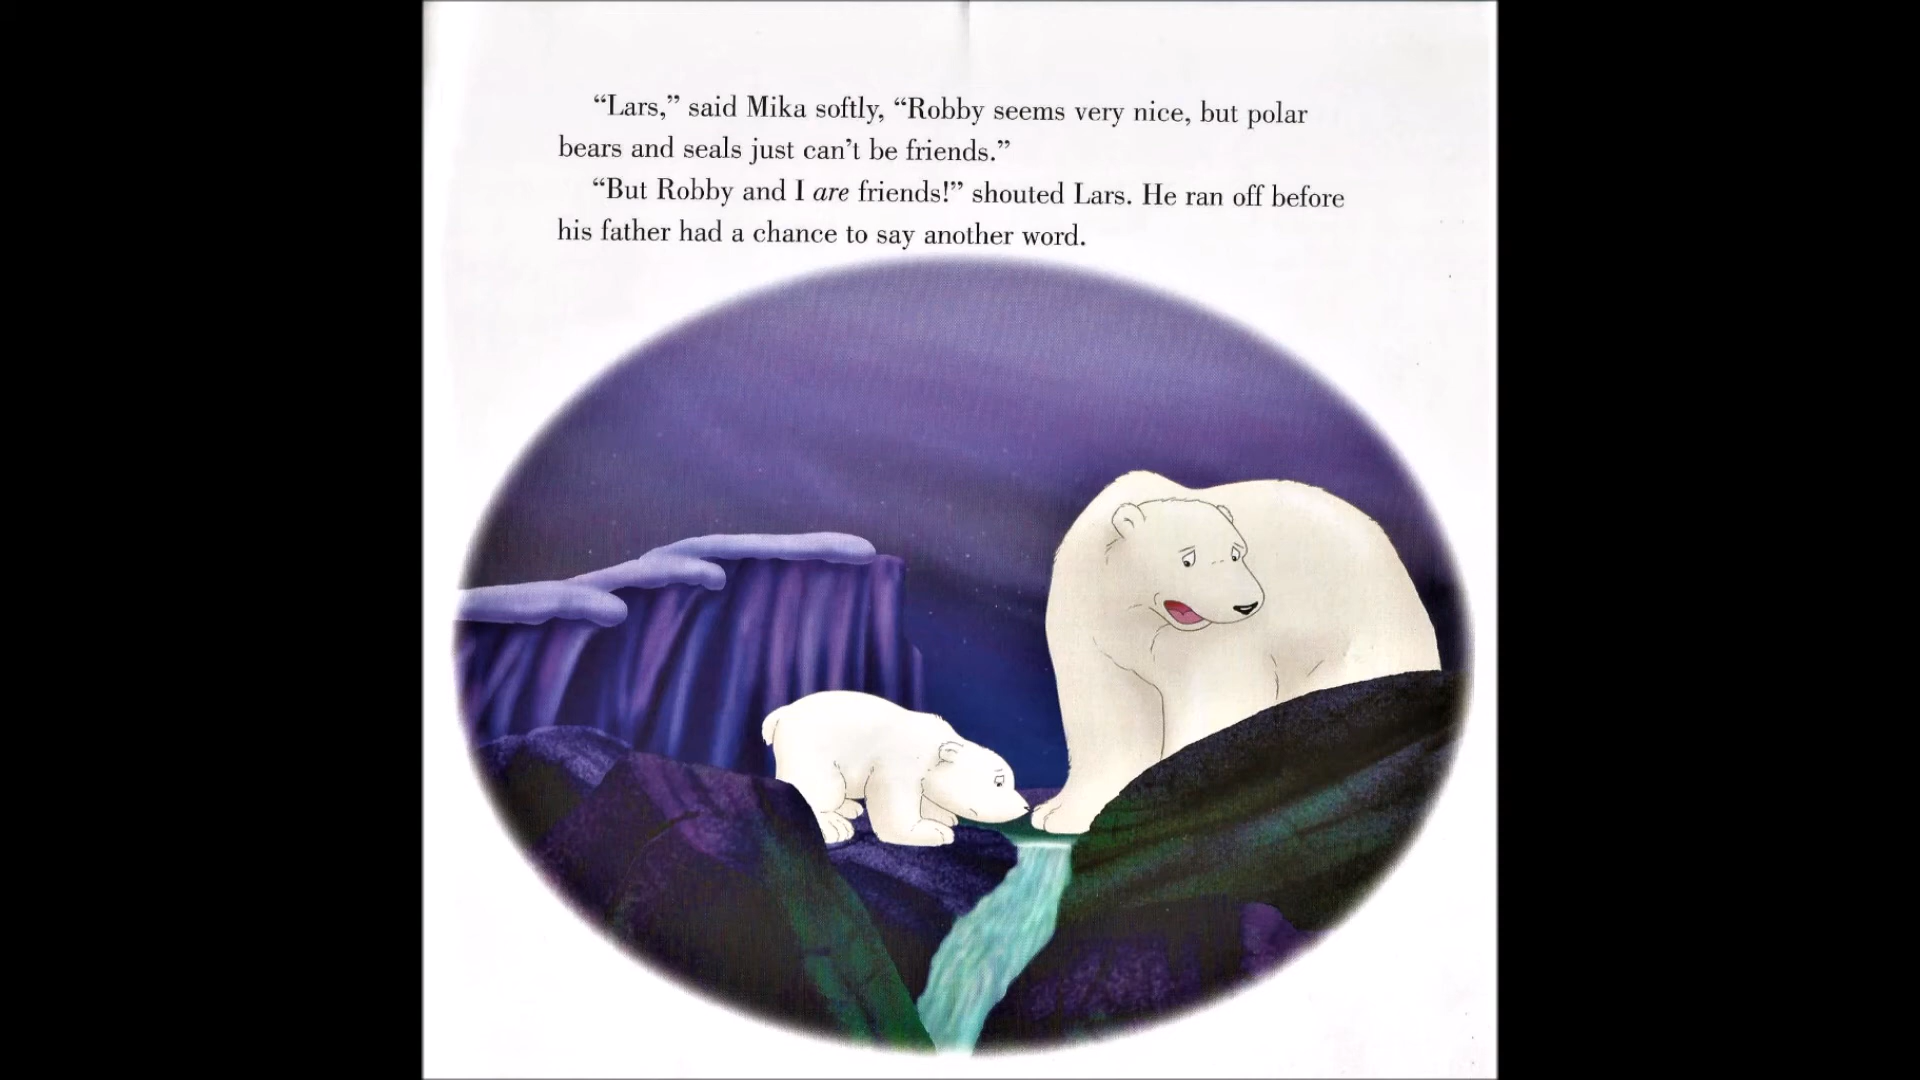 “Lars,” said Mika softly, “Robby seems very nice, but polar
bears and seals just can’t be friends.”
“But Robby and I are friends!” shouted Lars. He ran off before
his father had a chance to say another word.